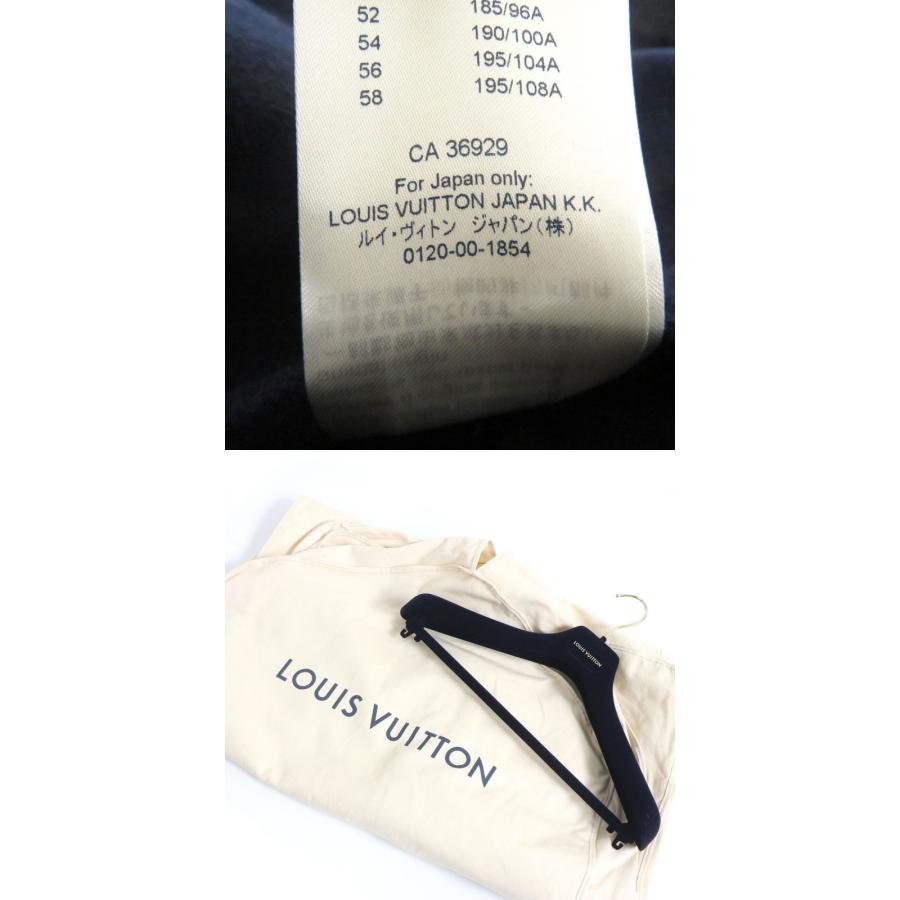 52 185/96A
54 190/100A
56 195/104A
58 195/108A
CA 36929
For Japan only:
LOUIS VUITTON JAPAN K.K.
ルイ・ヴィトン ジャパン(株)
0120-00-1854
LOUIS VUITTON
LOUIS VUITTON